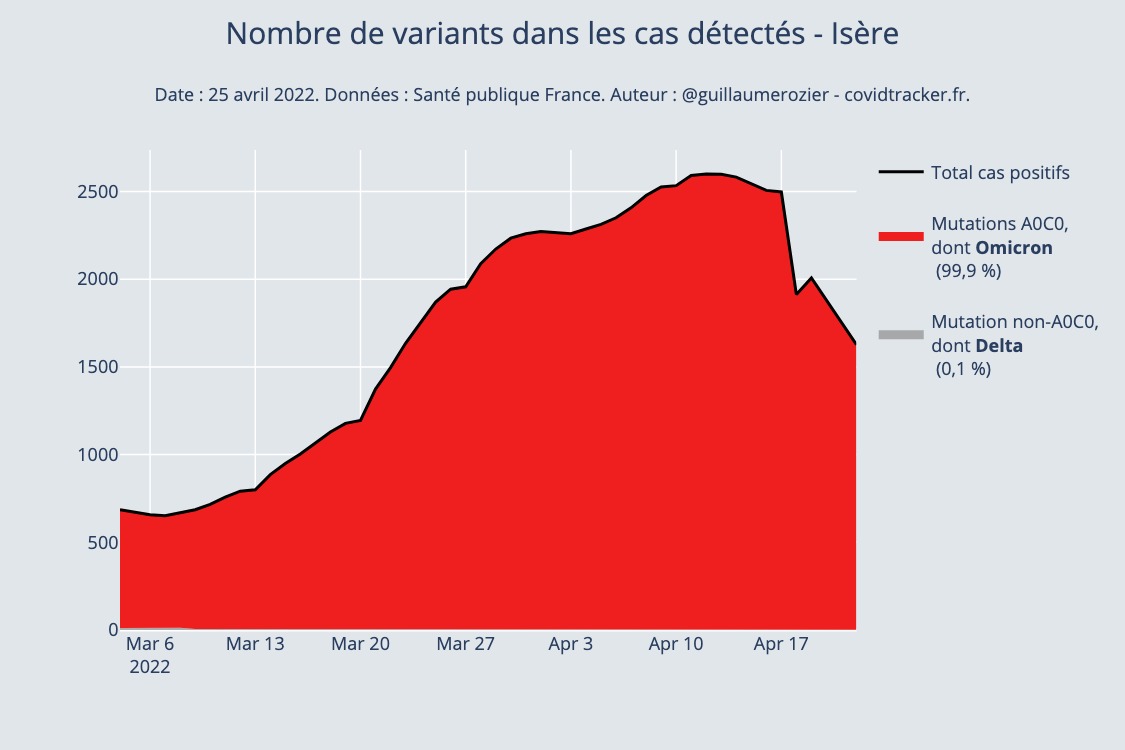 Nombre de variants dans les cas détectés - Isère
Date : 25 avril 2022. Données : Santé publique France. Auteur : @guillaumerozier - covidtracker.fr.
2500
2000
1500
1000
500
0
Mar 6
2022
Mar 13
Mar 20
Mar 27
Apr 3
Apr 10
Apr 17
Total cas positifs
Mutations A0C0,
dont Omicron
(99,9 %)
Mutation non-A0C0,
dont Delta
(0,1 %)